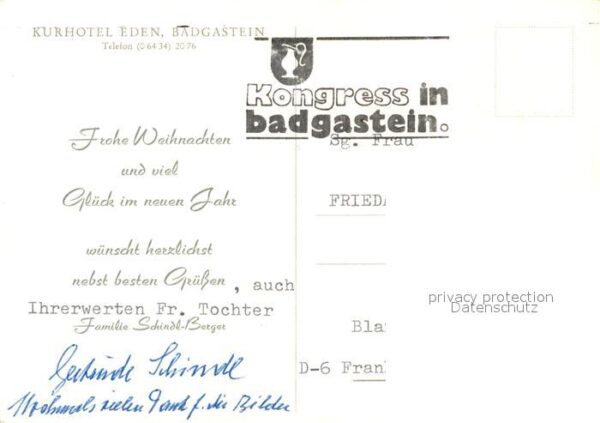 KURHOTEL EDEN, BADGASTEIN
Telefon (0 64 34) 20 76
Kongress in
badgastein.
Frohe Weihnachten
und viel
Glück im neuen Jahr
wünscht herzlichst
nebst besten Grüßen , auch
Ihrerwerten Fr. Tochter
Familie Schindl-Berger
Gertrude Schindl
Nochmals vielen Dank f. die Bilder
Sg. Frau
FRIEDA
Bla
D-6 Fran
privacy protection
Datenschutz